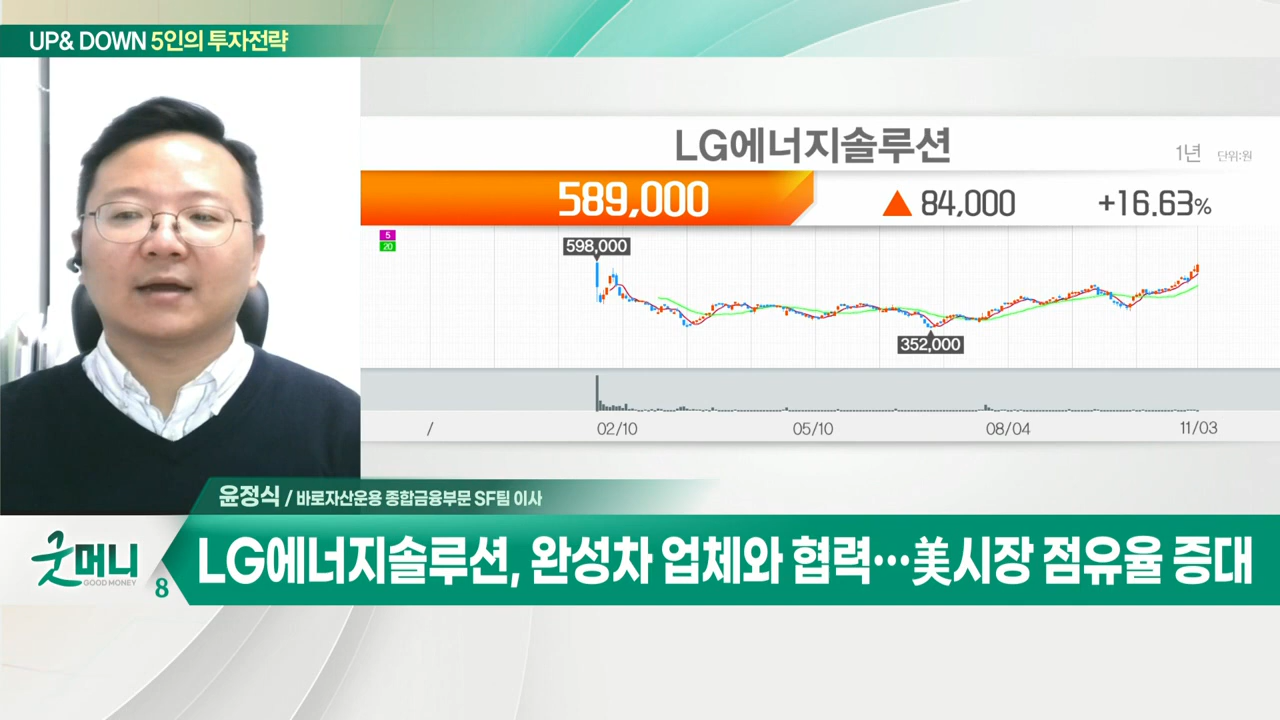 UP& DOWN 5인의 투자전략
LG에너지솔루션
1년 단위:원
589,000 ▲ 84,000 +16.63%
5
20
598,000
352,000
/ 02/10 05/10 08/04 11/03
윤정식 / 바로자산운용 종합금융부문 SF팀 이사
굿머니
GOOD MONEY
8
LG에너지솔루션, 완성차 업체와 협력…美시장 점유율 증대